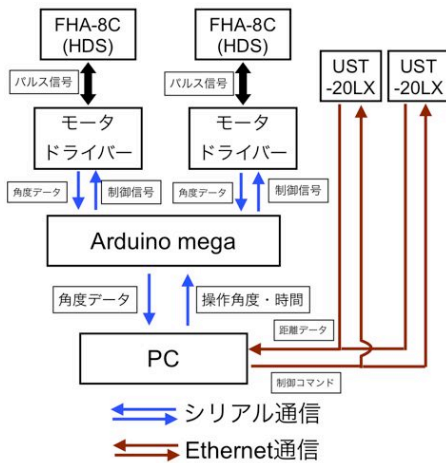 FHA-8C
(HDS)
FHA-8C
(HDS)
UST
-20LX
UST
-20LX
パルス信号
パルス信号
モータ
ドライバー
モータ
ドライバー
角度データ
制御信号
角度データ
制御信号
Arduino mega
角度データ
操作角度・時間
距離データ
PC
制御コマンド
シリアル通信
Ethernet通信